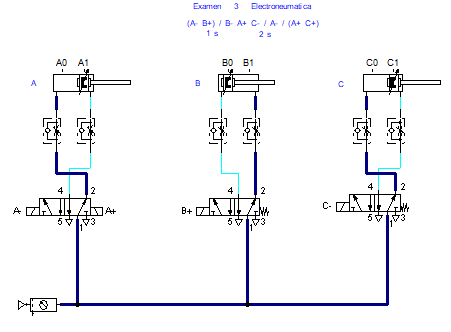 Examen 3 Electroneumatica
(A- B+) / B- A+ C- / A- / (A+ C+)
1 s 2 s
A0 A1 B0 B1 C0 C1
A B C
4 2 4 2 4 2
A- A+ B+ C-
5 1 3 5 1 3 5 1 3